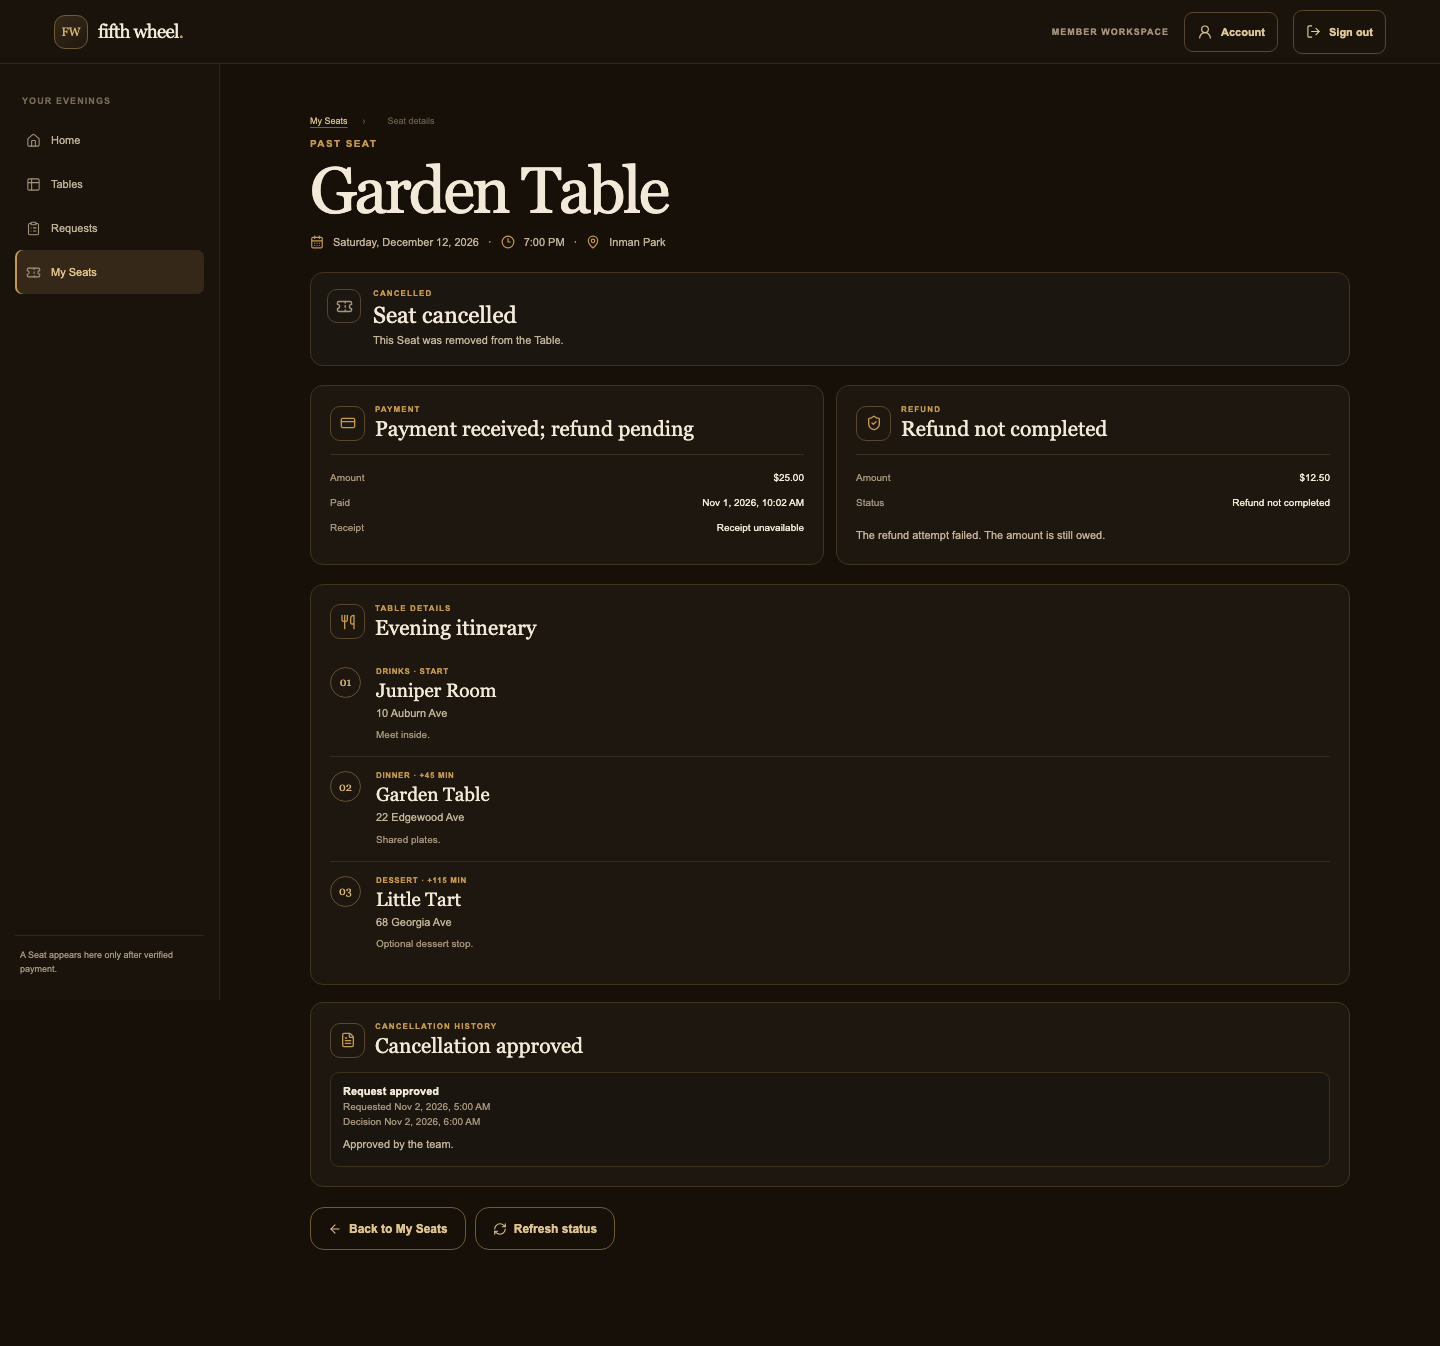 FW
fifth wheel.
MEMBER WORKSPACE
Account
Sign out
YOUR EVENINGS
Home
Tables
Requests
My Seats
A Seat appears here only after verified
payment.
My Seats › Seat details
PAST SEAT
Garden Table
Saturday, December 12, 2026 · 7:00 PM · Inman Park
CANCELLED
Seat cancelled
This Seat was removed from the Table.
PAYMENT
Payment received; refund pending
Amount $25.00
Paid Nov 1, 2026, 10:02 AM
Receipt Receipt unavailable
REFUND
Refund not completed
Amount $12.50
Status Refund not completed
The refund attempt failed. The amount is still owed.
TABLE DETAILS
Evening itinerary
01
DRINKS · START
Juniper Room
10 Auburn Ave
Meet inside.
02
DINNER · +45 MIN
Garden Table
22 Edgewood Ave
Shared plates.
03
DESSERT · +115 MIN
Little Tart
68 Georgia Ave
Optional dessert stop.
CANCELLATION HISTORY
Cancellation approved
Request approved
Requested Nov 2, 2026, 5:00 AM
Decision Nov 2, 2026, 6:00 AM
Approved by the team.
Back to My Seats
Refresh status